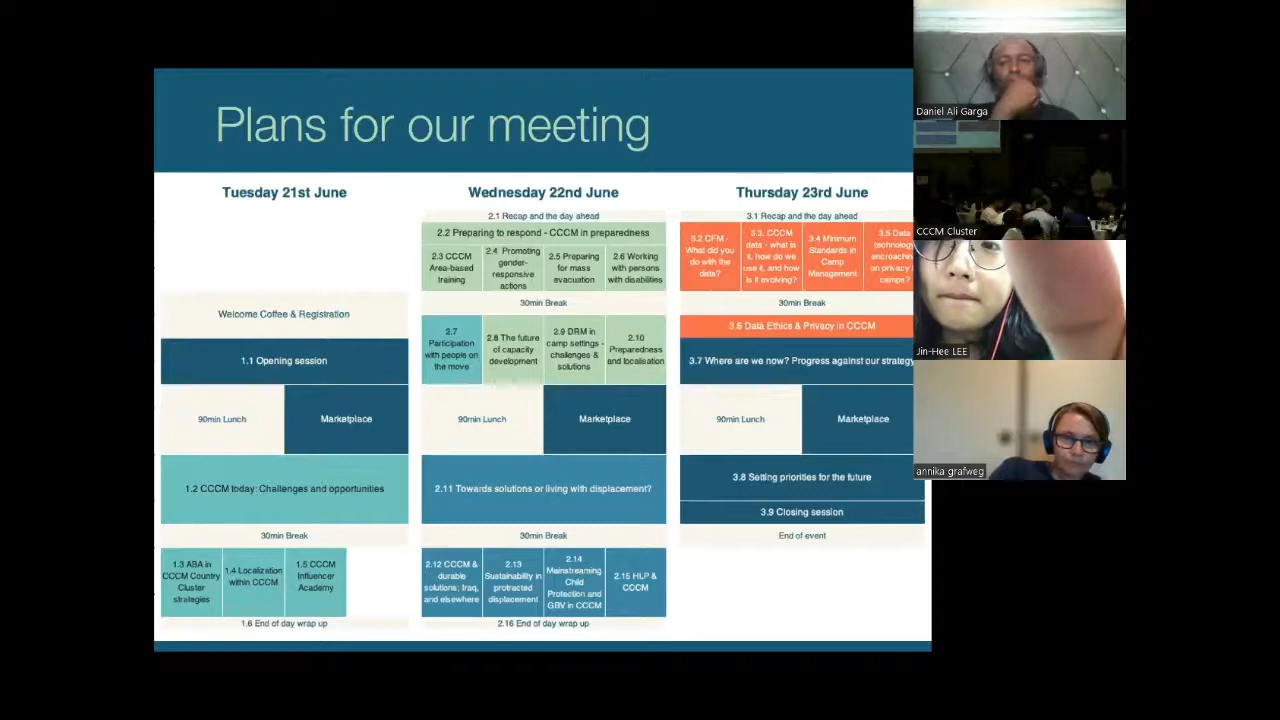 Plans for our meeting
Tuesday 21st June
Welcome Coffee & Registration
1.1 Opening session
90min Lunch
Marketplace
1.2 CCCM today: Challenges and opportunities
30min Break
1.3 ABA in
CCCM Country
Cluster
strategies
1.4 Localization
within CCCM
1.5 CCCM
Influencer
Academy
1.6 End of day wrap up
Wednesday 22nd June
2.1 Recap and the day ahead
2.2 Preparing to respond - CCCM in preparedness
2.3 CCCM
Area-based
training
2.4 Promoting
gender-
responsive
actions
2.5 Preparing
for mass
evacuation
2.6 Working
with persons
with disabilities
30min Break
2.7
Participation
with people on
the move
2.8 The future
of capacity
development
2.9 DRM in
camp settings -
challenges &
solutions
2.10
Preparedness
and localisation
90min Lunch
Marketplace
2.11 Towards solutions or living with displacement?
30min Break
2.12 CCCM &
durable
solutions; Iraq,
and elsewhere
2.13
Sustainability in
protracted
displacement
2.14
Mainstreaming
Child
Protection and
GBV in CCCM
2.15 HLP &
CCCM
2.16 End of day wrap up
Thursday 23rd June
3.1 Recap and the day ahead
3.2 CFM -
What did you
do with the
data?
3.3. CCCM
data - what is
it, how do we
use it, and how
is it evolving?
3.4 Minimum
Standards in
Camp
Management
3.5 Data
technology
encroaching
on privacy
camps?
30min Break
3.6 Data Ethics & Privacy in CCCM
3.7 Where are we now? Progress against our strategy
90min Lunch
Marketplace
3.8 Setting priorities for the future
3.9 Closing session
End of event
Daniel Ali Garga
CCCM Cluster
Jin-Hee LEE
annika grafweg